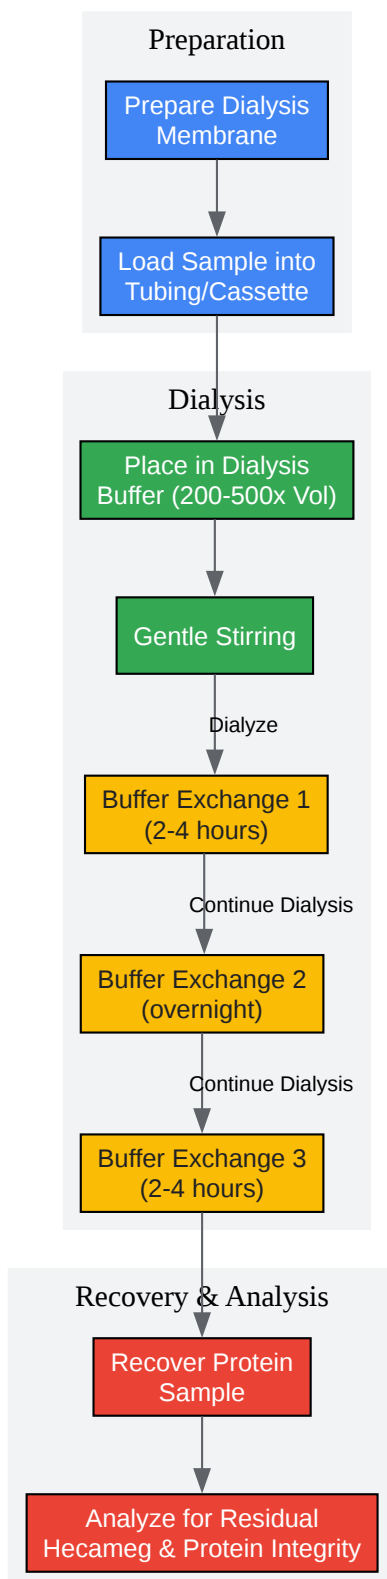 Preparation
Prepare Dialysis
Membrane
Load Sample into
Tubing/Cassette
Dialysis
Place in Dialysis
Buffer (200-500x Vol)
Gentle Stirring
Dialyze
Buffer Exchange 1
(2-4 hours)
Continue Dialysis
Buffer Exchange 2
(overnight)
Continue Dialysis
Buffer Exchange 3
(2-4 hours)
Recovery & Analysis
Recover Protein
Sample
Analyze for Residual
Hecameg & Protein Integrity